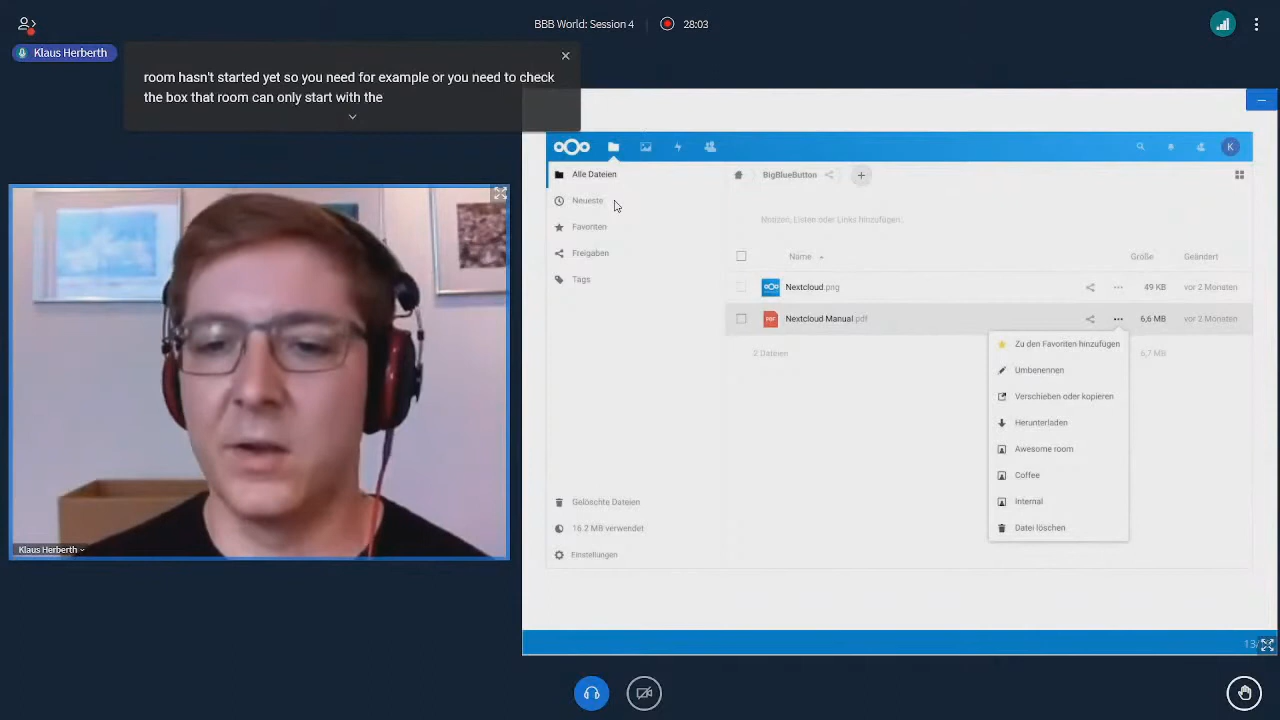 BBB World: Session 4
28:03
Klaus Herberth
room hasn't started yet so you need for example or you need to check
the box that room can only start with the
Klaus Herberth
K
Alle Dateien
Neueste
Favoriten
Freigaben
Tags
Gelöschte Dateien
16.2 MB verwendet
Einstellungen
BigBlueButton
Notizen, Listen oder Links hinzufügen..
Name
Größe
Geändert
Nextcloud.png
49 KB
vor 2 Monaten
PDF
Nextcloud Manual.pdf
6,6 MB
vor 2 Monaten
2 Dateien
6,7 MB
Zu den Favoriten hinzufügen
Umbenennen
Verschieben oder kopieren
Herunterladen
Awesome room
Coffee
Internal
Datei löschen
13/